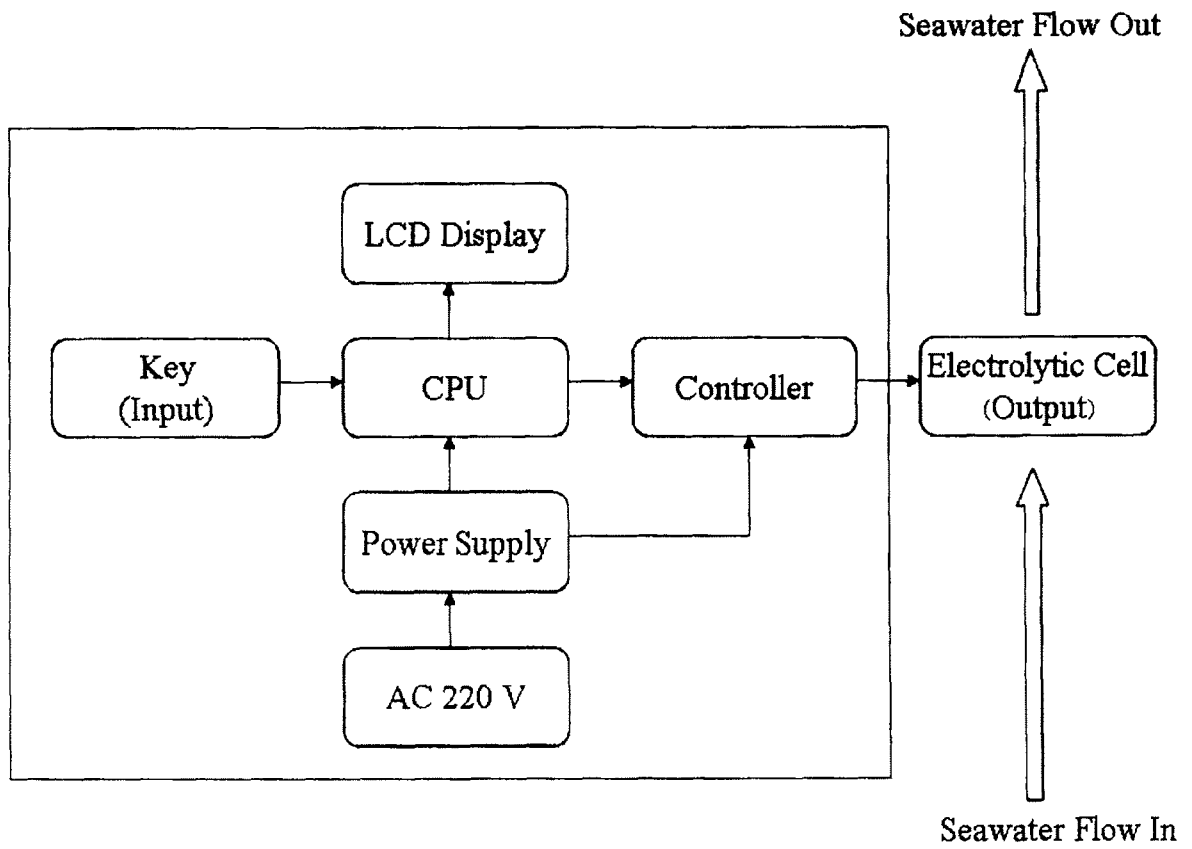 Seawater Flow Out
LCD Display
Key
(Input)
CPU
Controller
Electrolytic Cell
(Output)
Power Supply
AC 220 V
Seawater Flow In